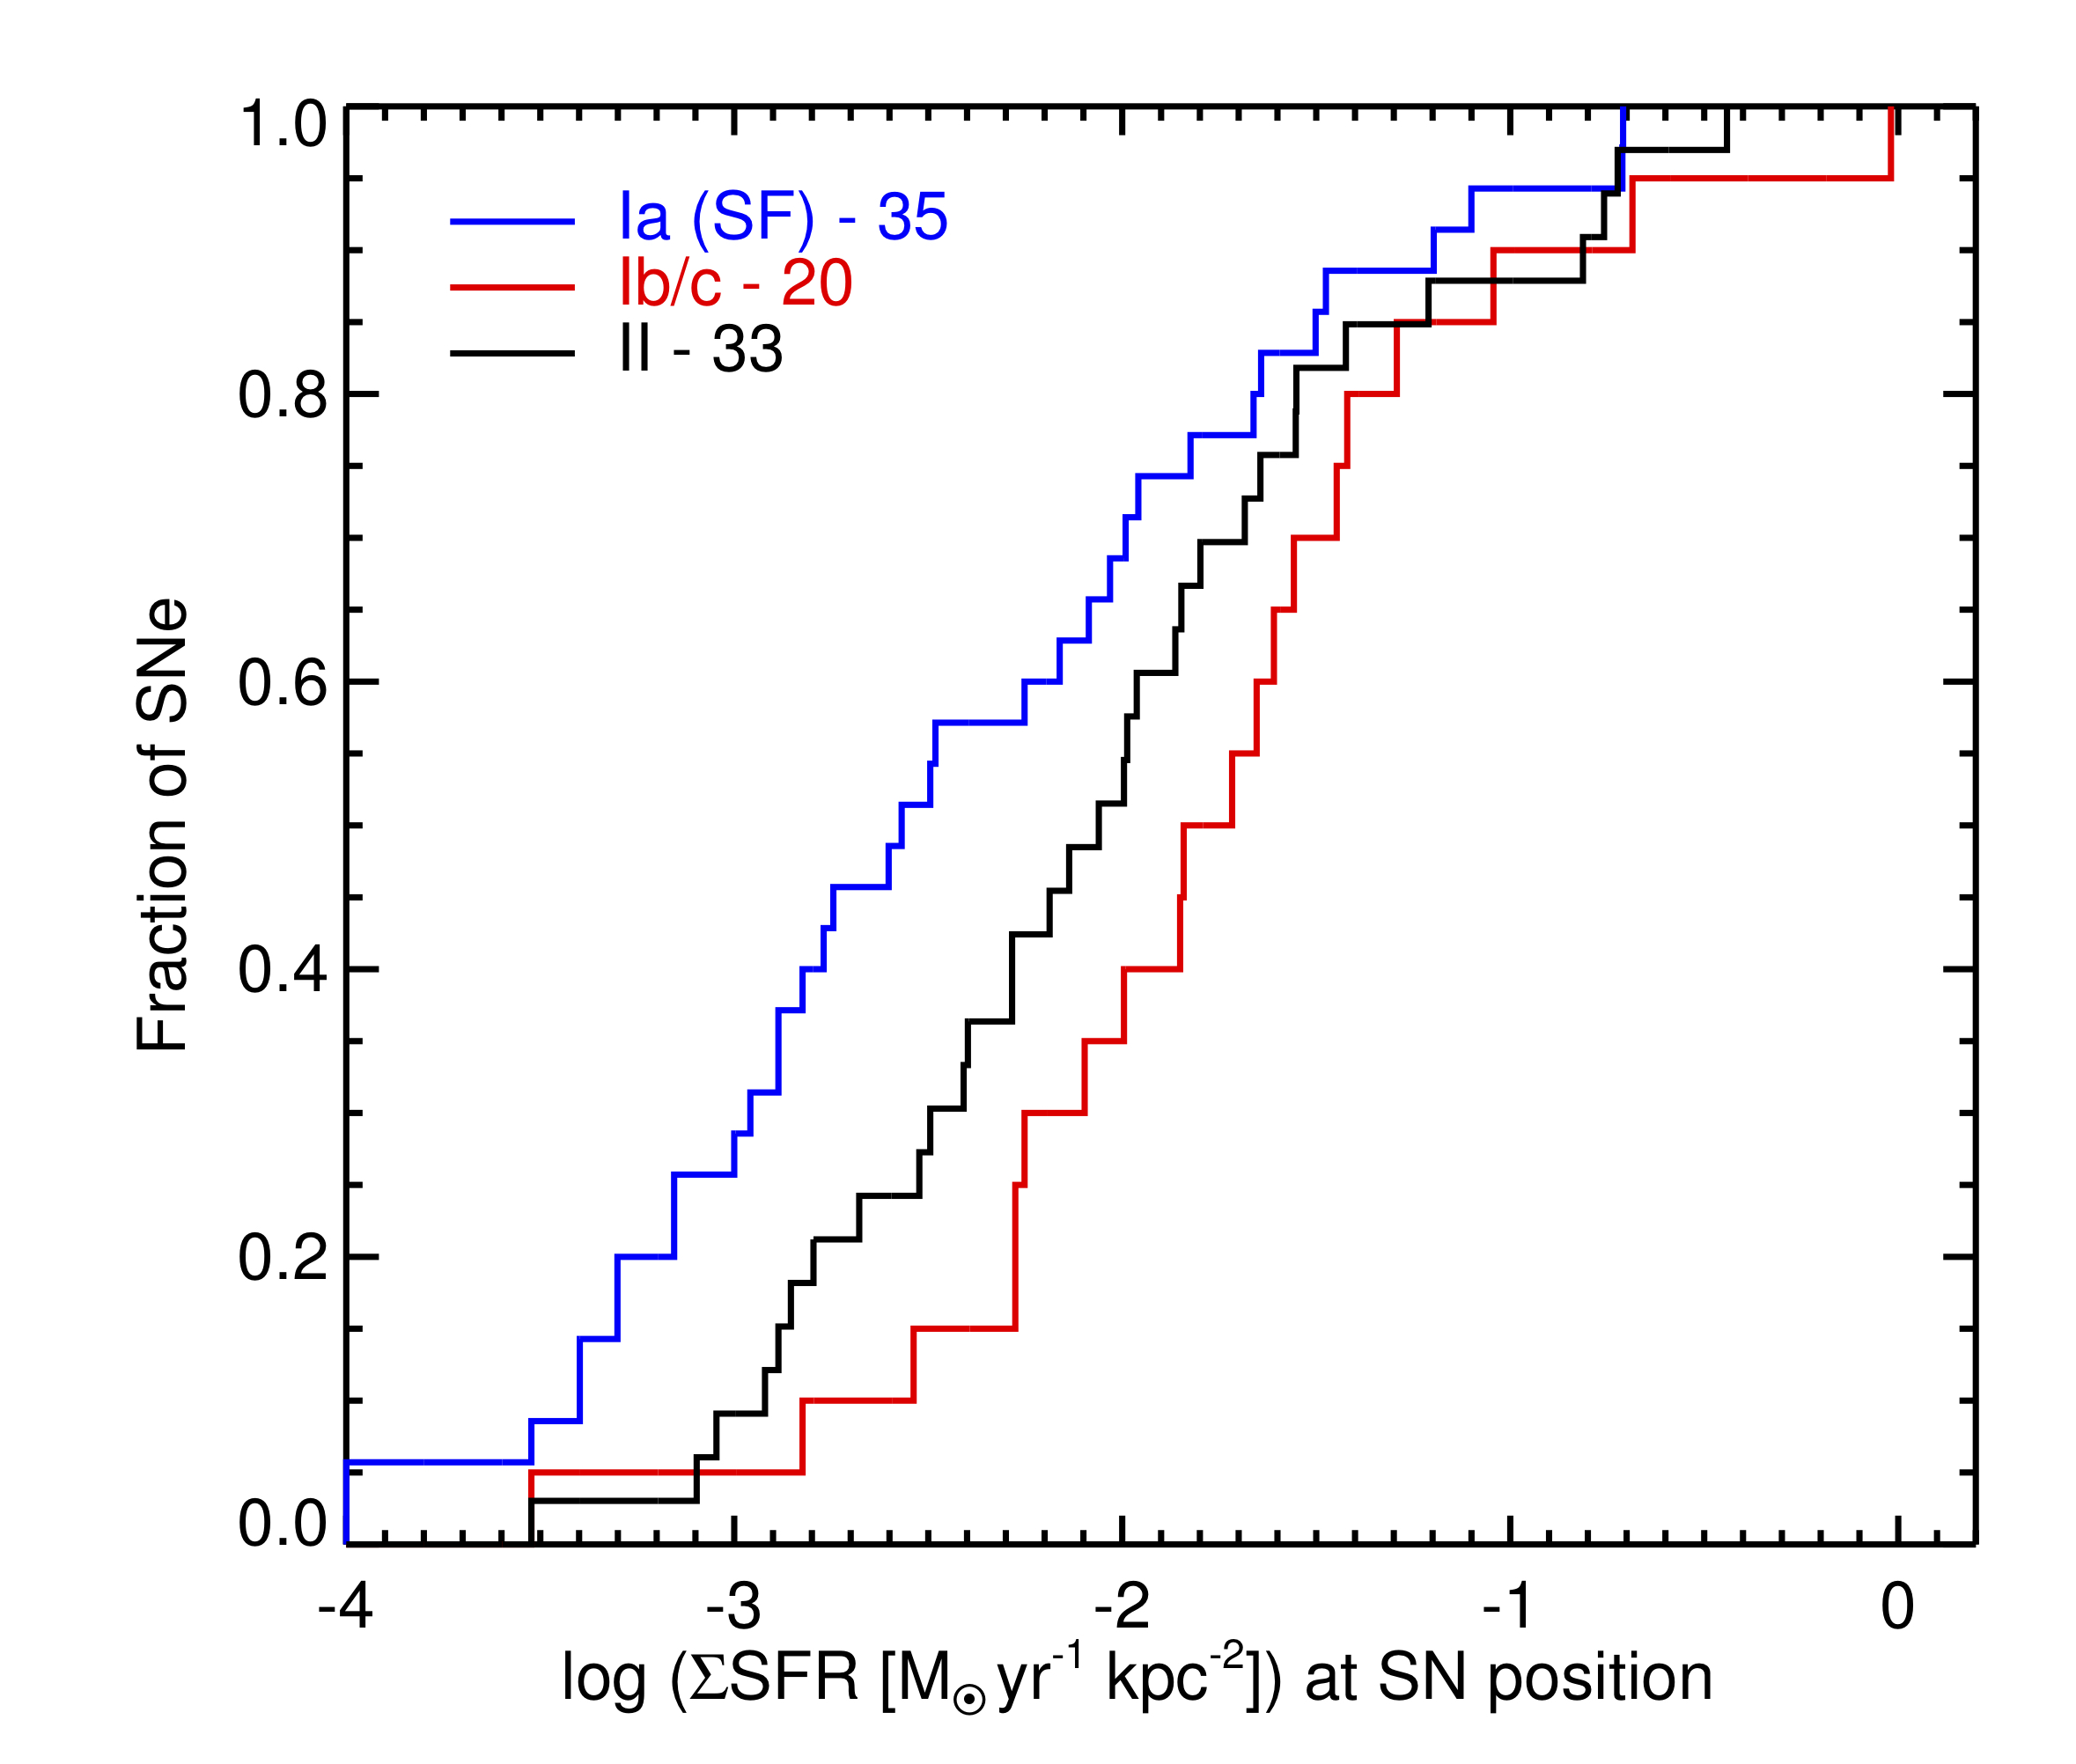 1.0
0.8
0.6
0.4
0.2
0.0
Fraction of SNe
Ia (SF) - 35
Ib/c - 20
II - 33
-4 -3 -2 -1 0
log (ΣSFR [M⊙ yr⁻¹ kpc⁻²]) at SN position